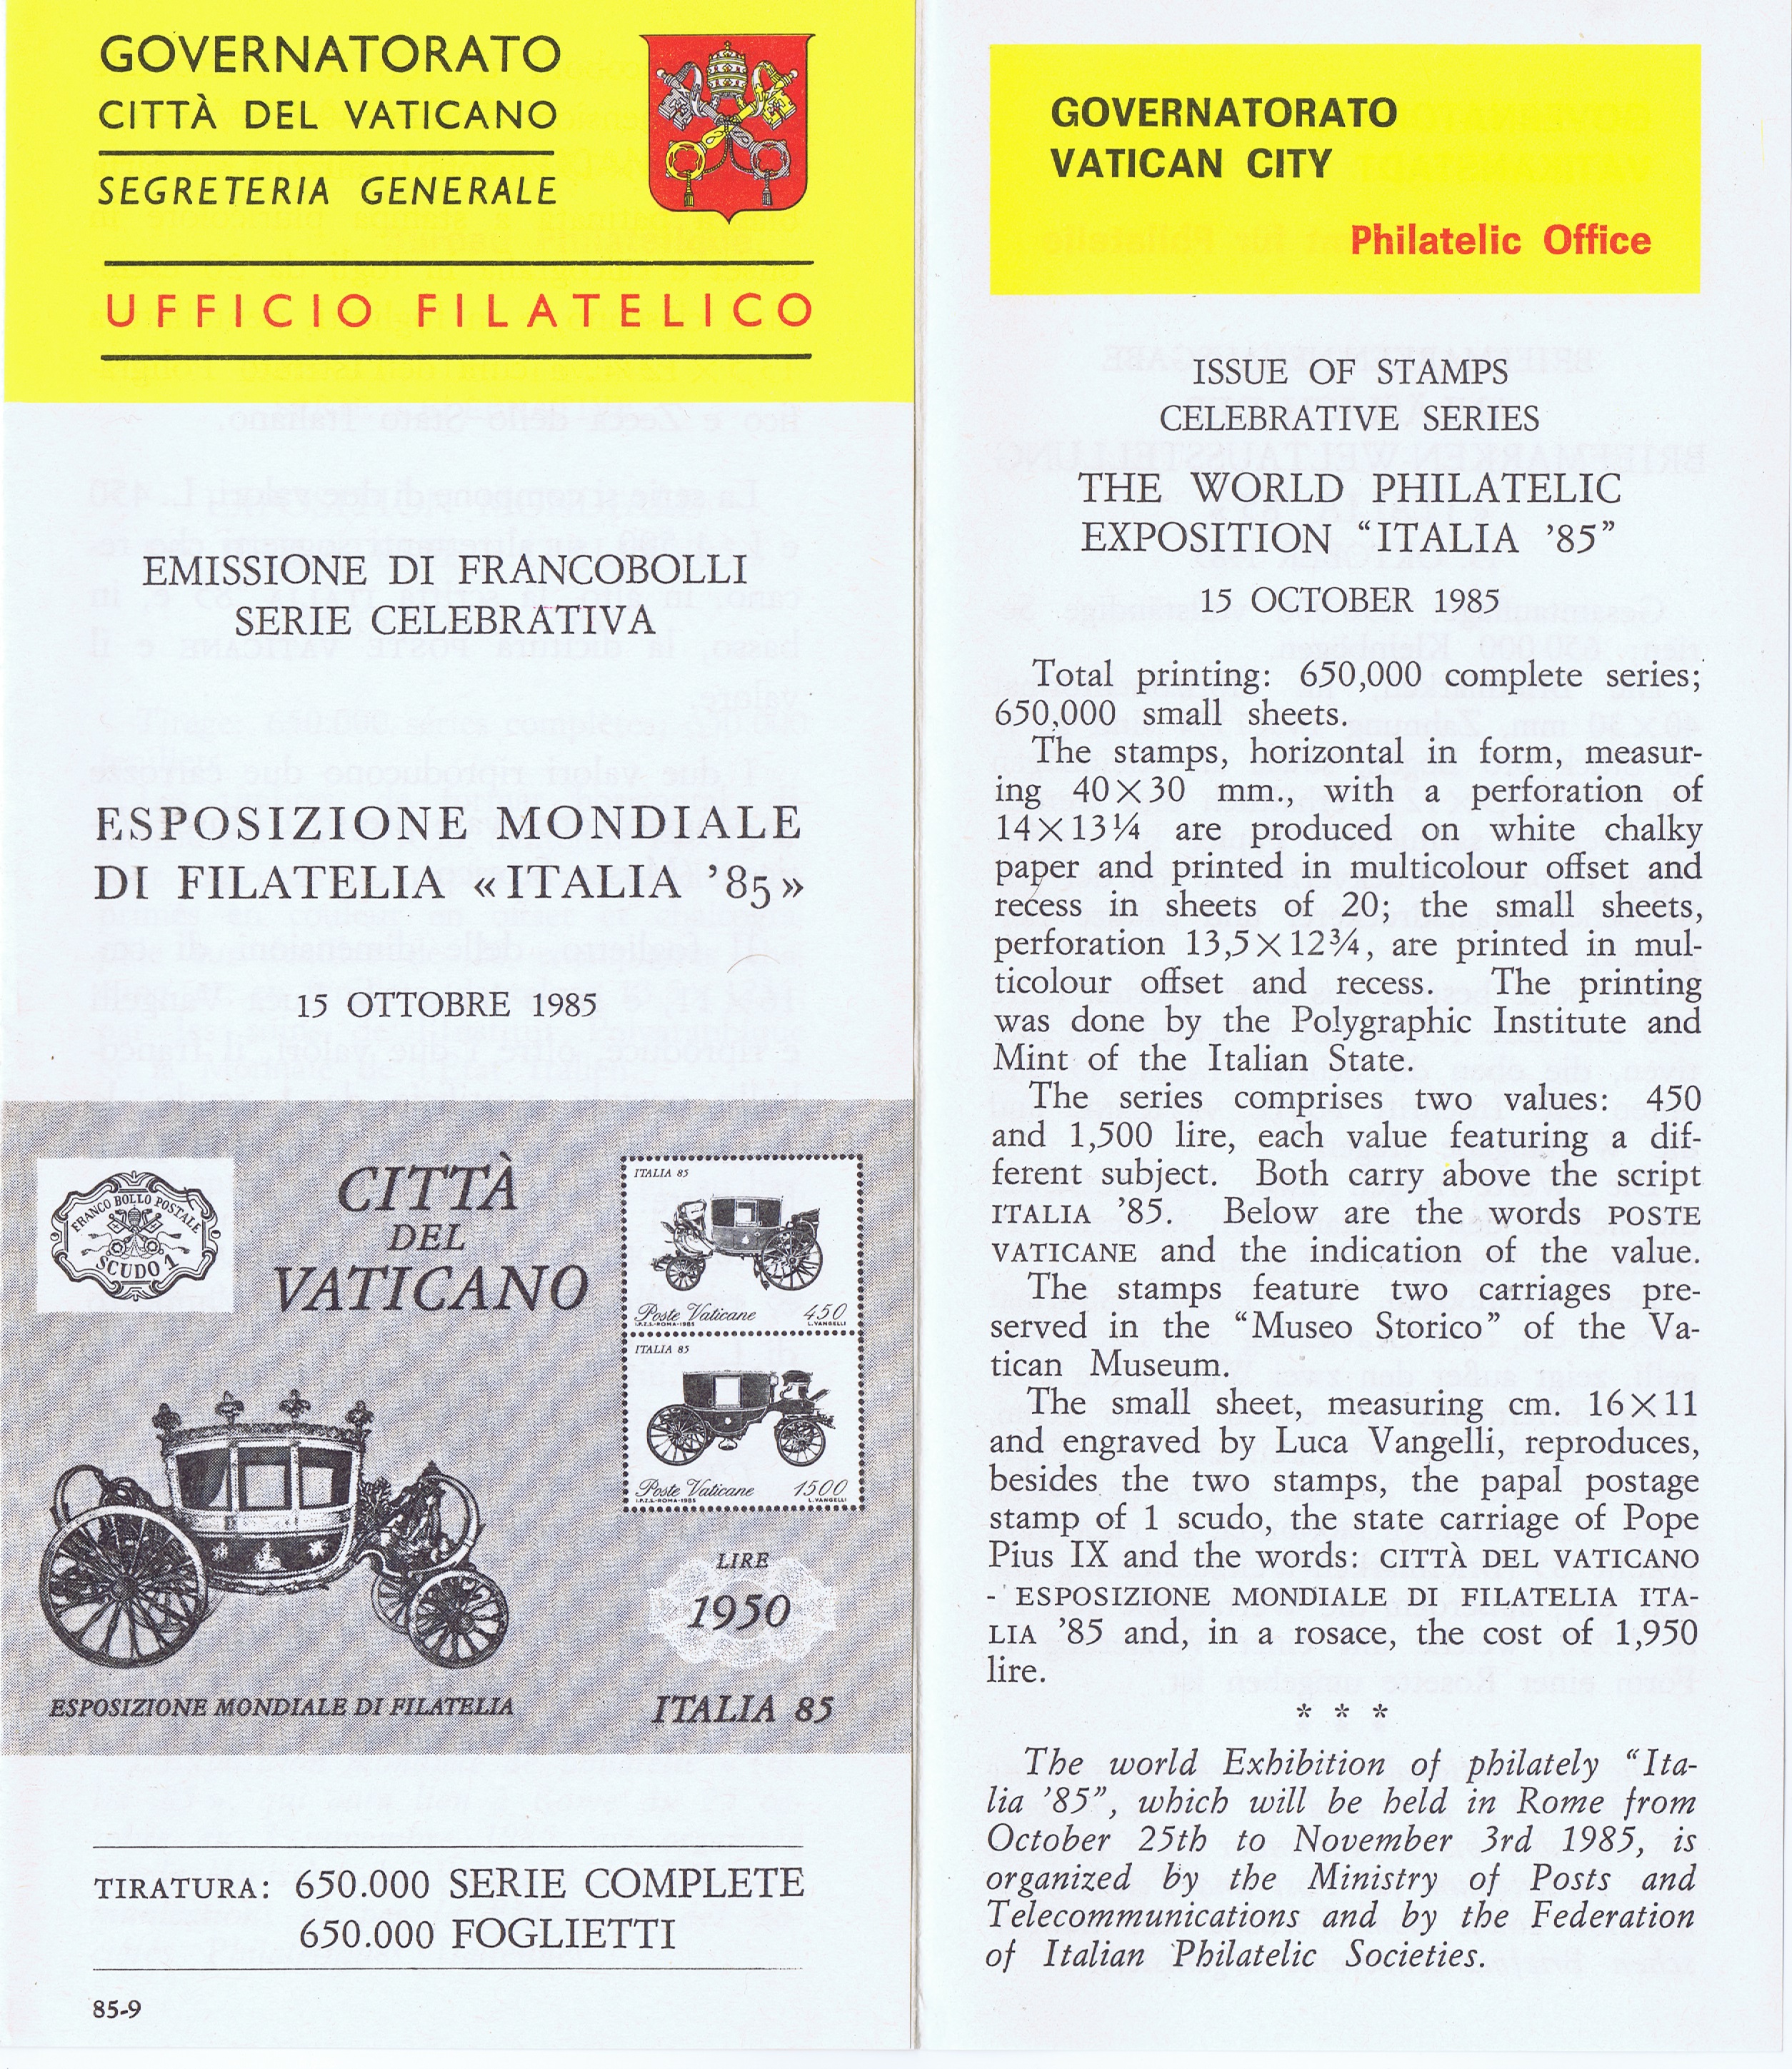 GOVERNATORATO
CITTÀ DEL VATICANO
SEGRETERIA GENERALE
UFFICIO FILATELICO
EMISSIONE DI FRANCOBOLLI
SERIE CELEBRATIVA
ESPOSIZIONE MONDIALE
DI FILATELIA «ITALIA ’85»
15 OTTOBRE 1985
FRANCO BOLLO POSTALE
SCUDO 1
CITTÀ
DEL
VATICANO
ITALIA 85
Poste Vaticane 450
I.P.Z.S.-ROMA-1985 L. VANGELLI
ITALIA 85
Poste Vaticane 1500
I.P.Z.S.-ROMA-1985 L. VANGELLI
LIRE
1950
ESPOSIZIONE MONDIALE DI FILATELIA
ITALIA 85
TIRATURA: 650.000 SERIE COMPLETE
650.000 FOGLIETTI
85-9
GOVERNATORATO
VATICAN CITY
Philatelic Office
ISSUE OF STAMPS
CELEBRATIVE SERIES
THE WORLD PHILATELIC
EXPOSITION “ITALIA ’85”
15 OCTOBER 1985
Total printing: 650,000 complete series;
650,000 small sheets.
The stamps, horizontal in form, measur-
ing 40×30 mm., with a perforation of
14×13¼ are produced on white chalky
paper and printed in multicolour offset and
recess in sheets of 20; the small sheets,
perforation 13,5×12¾, are printed in mul-
ticolour offset and recess. The printing
was done by the Polygraphic Institute and
Mint of the Italian State.
The series comprises two values: 450
and 1,500 lire, each value featuring a dif-
ferent subject. Both carry above the script
ITALIA ’85. Below are the words POSTE
VATICANE and the indication of the value.
The stamps feature two carriages pre-
served in the “Museo Storico” of the Va-
tican Museum.
The small sheet, measuring cm. 16×11
and engraved by Luca Vangelli, reproduces,
besides the two stamps, the papal postage
stamp of 1 scudo, the state carriage of Pope
Pius IX and the words: CITTÀ DEL VATICANO
- ESPOSIZIONE MONDIALE DI FILATELIA ITA-
LIA ’85 and, in a rosace, the cost of 1,950
lire.
* * *
The world Exhibition of philately “Ita-
lia ’85”, which will be held in Rome from
October 25th to November 3rd 1985, is
organized by the Ministry of Posts and
Telecommunications and by the Federation
of Italian Philatelic Societies.